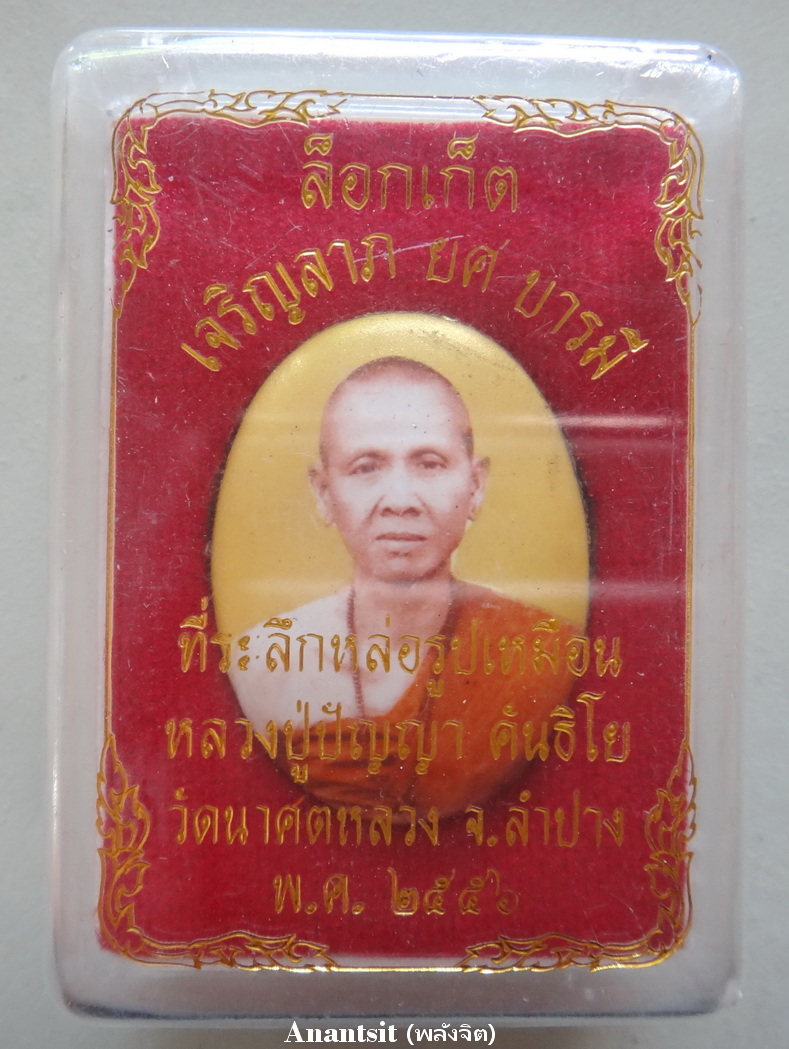 ล็อกเก็ต
เจริญลาภ ยศ บารมี
ที่ระลึกหล่อรูปเหมือน
หลวงปู่ปัญญา คันธิโย
วัดนาศตหลวง จ.ลำปาง
พ.ศ. ๒๕๕๖
Anantsit (พลังจิต)